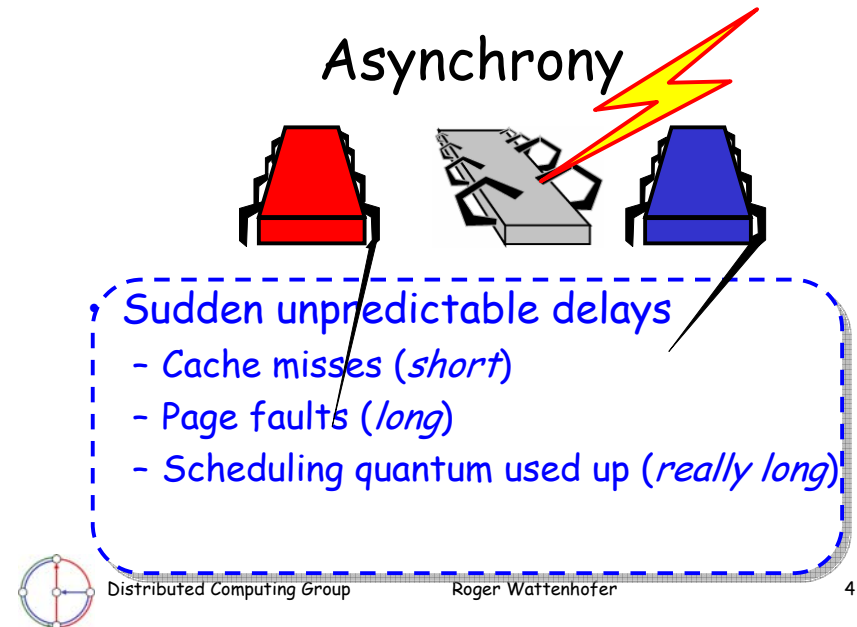 Asynchrony
• Sudden unpredictable delays
– Cache misses (short)
– Page faults (long)
– Scheduling quantum used up (really long)
Distributed Computing Group Roger Wattenhofer 4